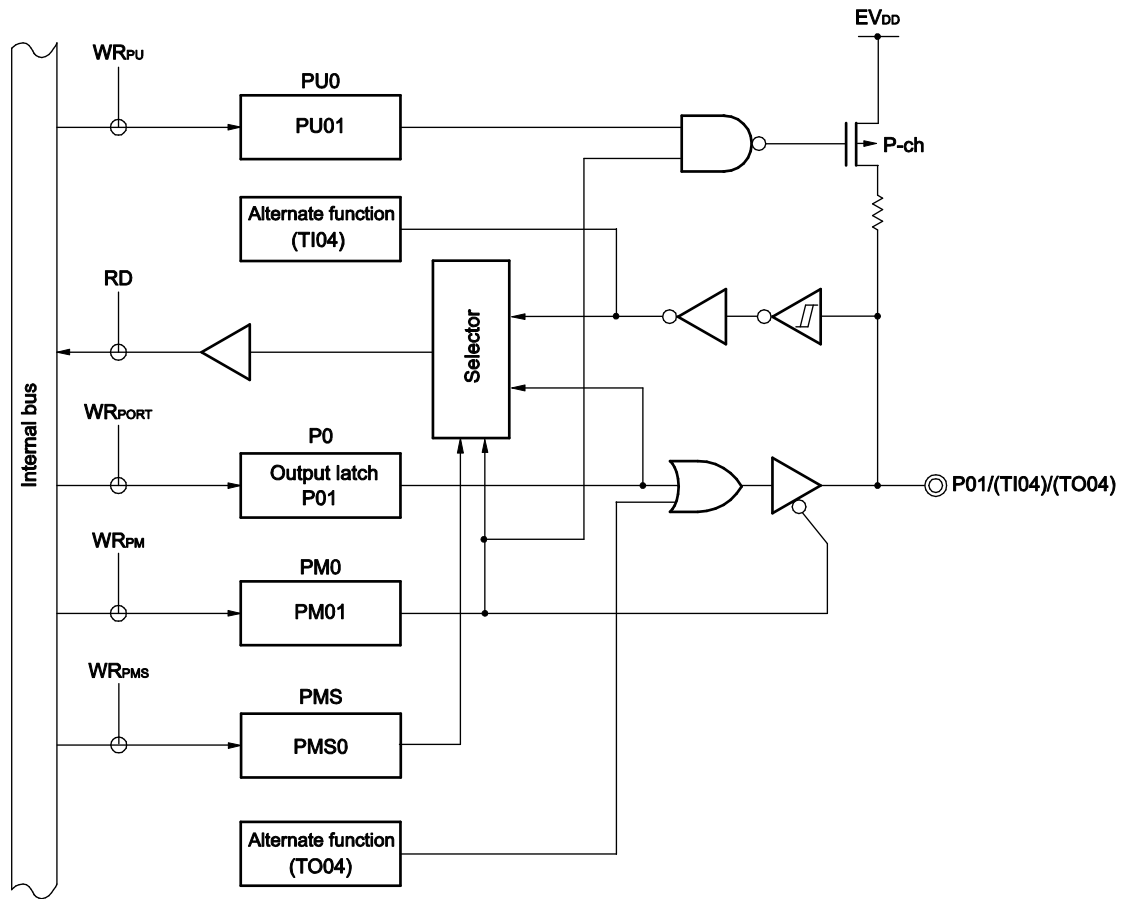 EVDD
WRPU
PU0
PU01
P-ch
Alternate function
(TI04)
RD
Selector
Internal bus
WRPORT
P0
Output latch
P01
P01/(TI04)/(TO04)
WRPM
PM0
PM01
WRPMS
PMS
PMS0
Alternate function
(TO04)